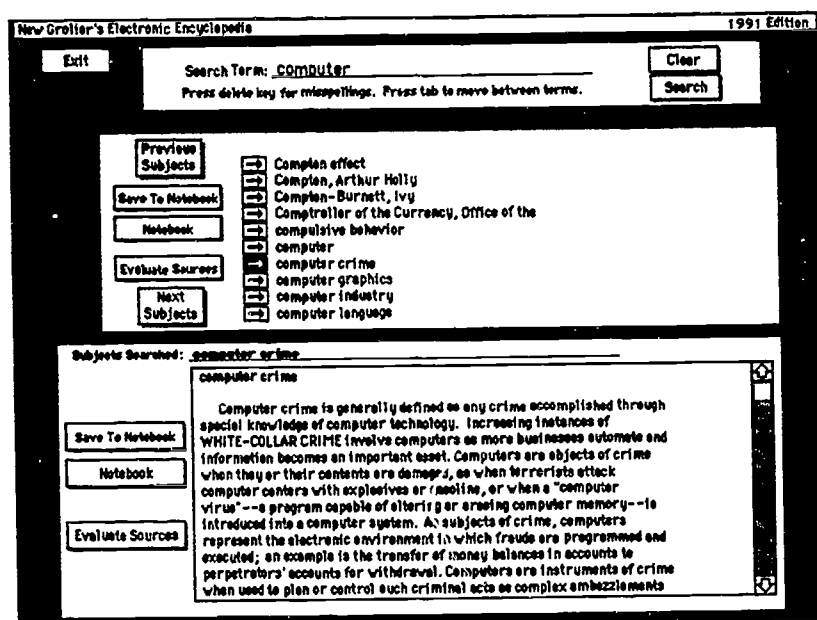 New Grolier's Electronic Encyclopedia
1991 Edition
Exit
Search Term: computer
Clear
Press delete key for misspellings. Press tab to move between terms.
Search
Previous Subjects
Save To Notebook
Notebook
Evaluate Sources
Next Subjects
Compton effect
Compton, Arthur Holly
Compton-Burnett, Ivy
Comptroller of the Currency, Office of the
compulsive behavior
computer
computer crime
computer graphics
computer industry
computer language
Subjects Searched: computer crime
Save To Notebook
Notebook
Evaluate Sources
computer crime
Computer crime is generally defined as any crime accomplished through
special knowledge of computer technology. Increasing instances of
WHITE-COLLAR CRIME involve computers as more businesses automate and
information becomes an important asset. Computers are objects of crime
when they or their contents are damaged, as when terrorists attack
computer centers with explosives or gasoline, or when a "computer
virus"--a program capable of altering or erasing computer memory--is
introduced into a computer system. As subjects of crime, computers
represent the electronic environment in which frauds are programmed and
executed; an example is the transfer of money balances in accounts to
perpetrators' accounts for withdrawal. Computers are instruments of crime
when used to plan or control such criminal acts as complex embezzlements